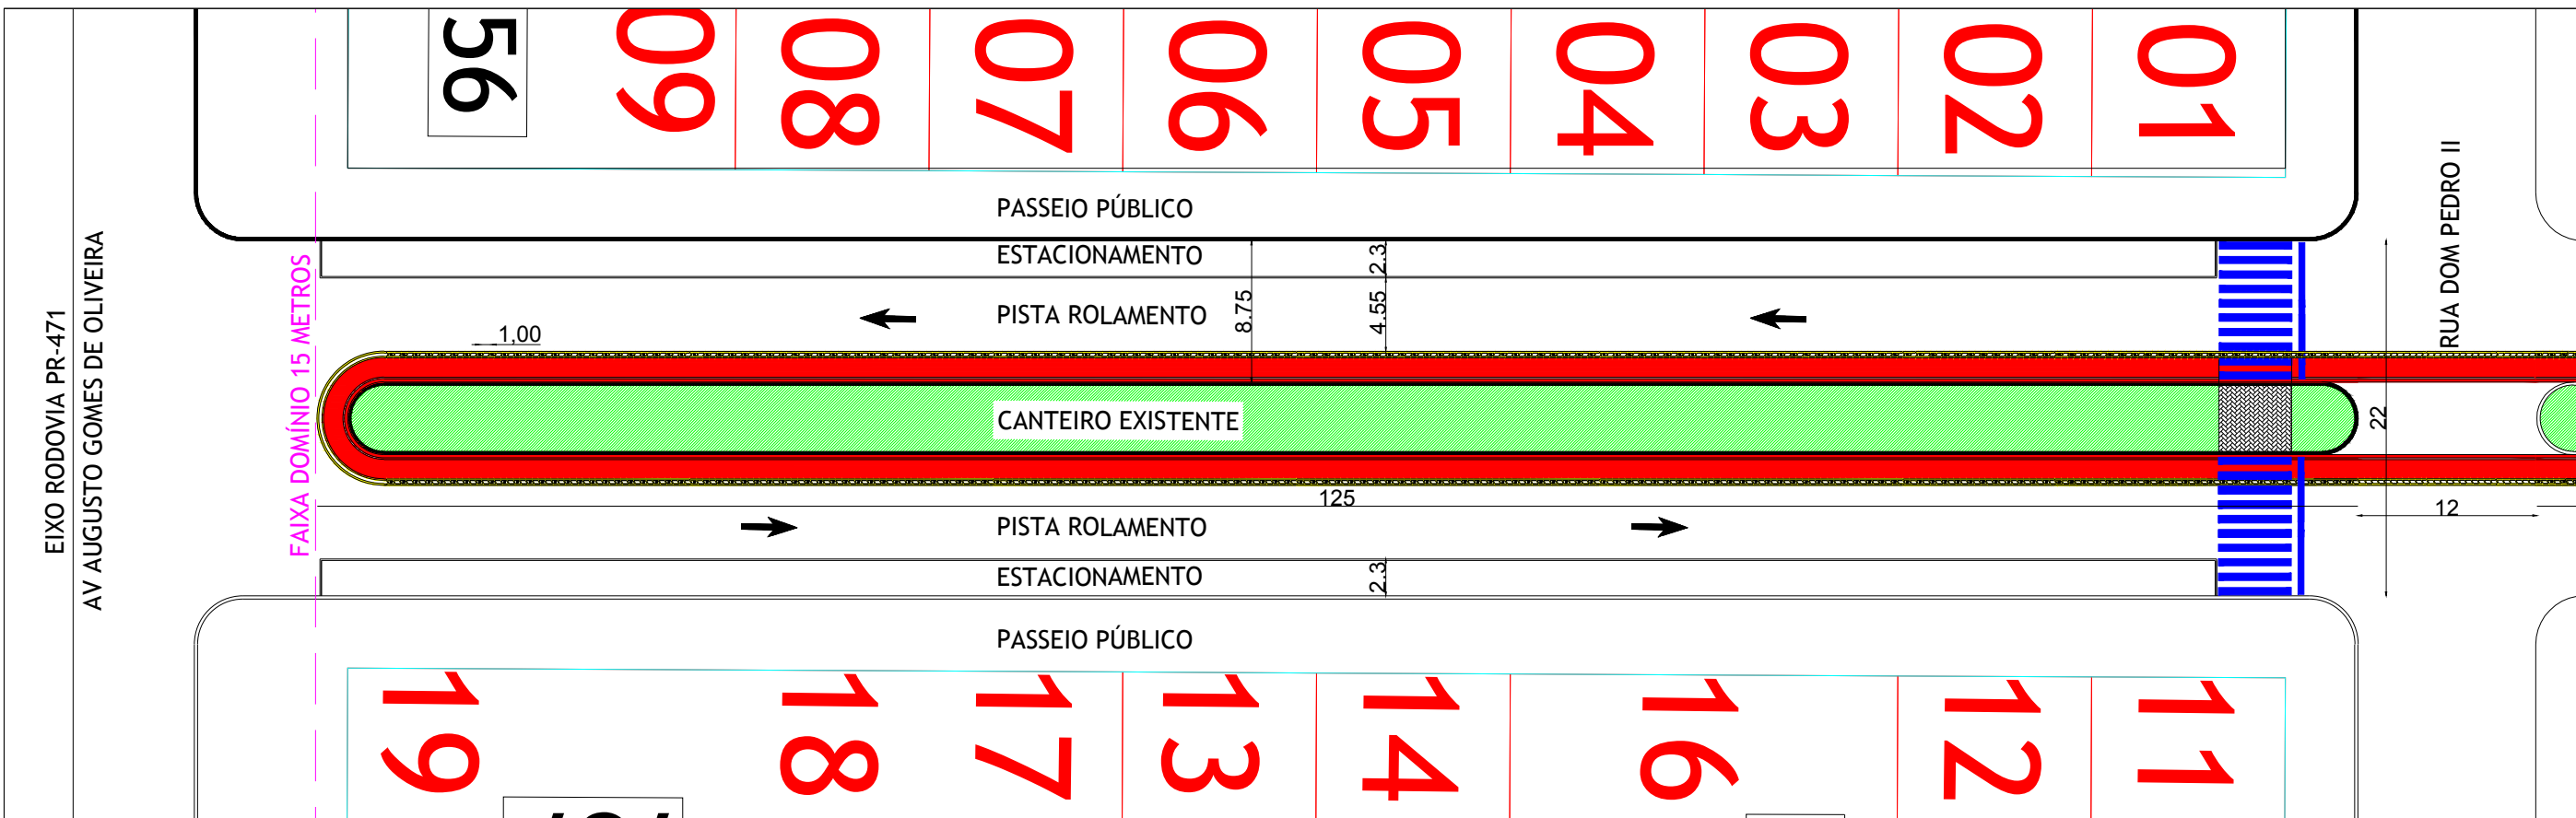 56
09
08
07
06
05
04
03
02
01
PASSEIO PÚBLICO
ESTACIONAMENTO
2.3
PISTA ROLAMENTO
8.75
4.55
1,00
EIXO RODOVIA PR-471
AV AUGUSTO GOMES DE OLIVEIRA
FAIXA DOMÍNIO 15 METROS
RUA DOM PEDRO II
CANTEIRO EXISTENTE
22
125
12
PISTA ROLAMENTO
ESTACIONAMENTO
2.3
PASSEIO PÚBLICO
19
18
17
13
14
16
12
11